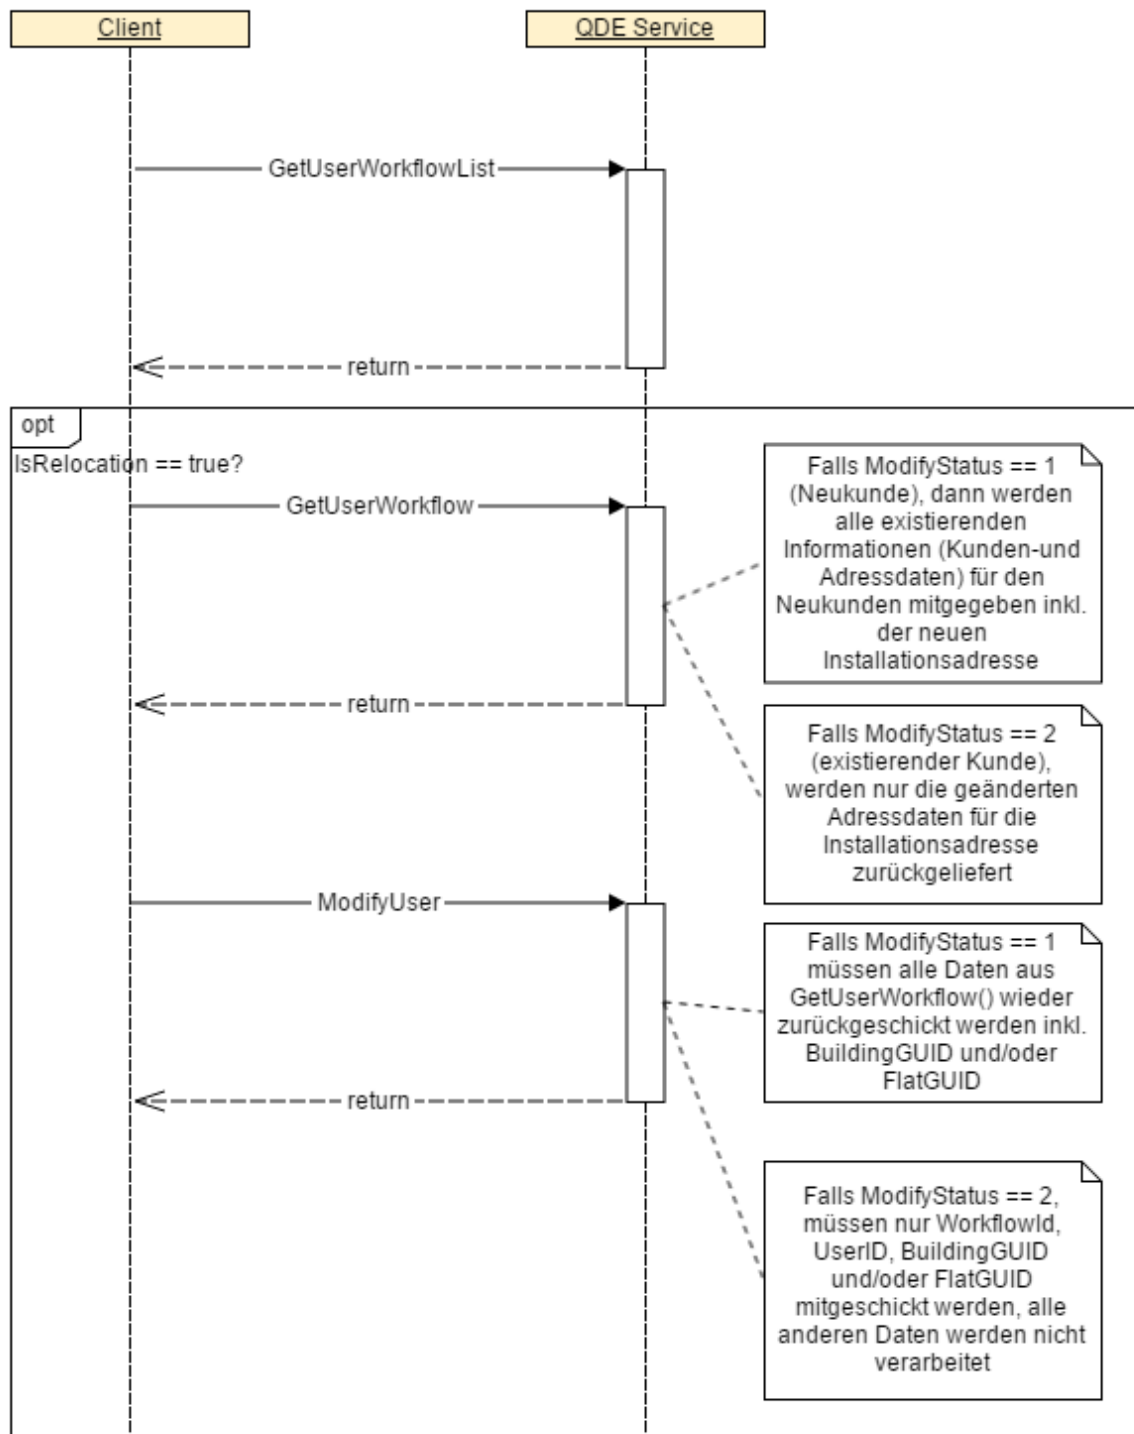 Client
QDE Service
GetUserWorkflowList
return
opt
IsRelocation == true?
GetUserWorkflow
Falls ModifyStatus == 1
(Neukunde), dann werden
alle existierenden
Informationen (Kunden-und
Adressdaten) für den
Neukunden mitgegeben inkl.
der neuen
Installationsadresse
return
Falls ModifyStatus == 2
(existierender Kunde),
werden nur die geänderten
Adressdaten für die
Installationsadresse
zurückgeliefert
ModifyUser
Falls ModifyStatus == 1
müssen alle Daten aus
GetUserWorkflow() wieder
zurückgeschickt werden inkl.
BuildingGUID und/oder
FlatGUID
return
Falls ModifyStatus == 2,
müssen nur WorkflowId,
UserID, BuildingGUID
und/oder FlatGUID
mitgeschickt werden, alle
anderen Daten werden nicht
verarbeitet